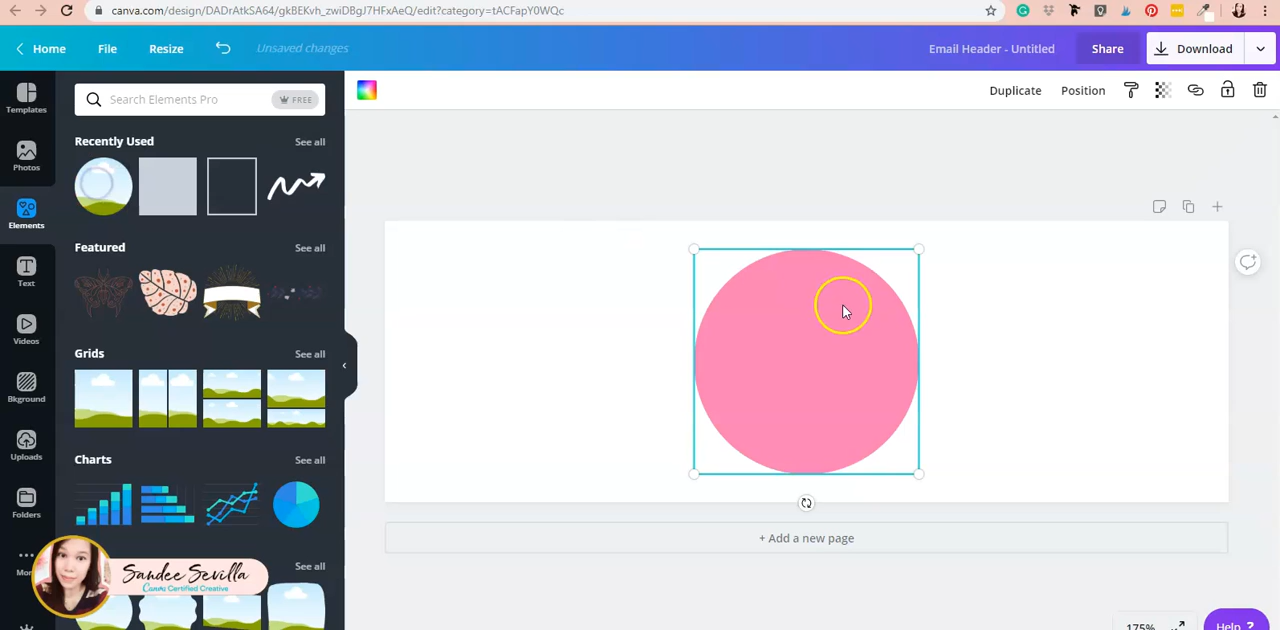 canva.com/design/DADrAtkSA64/gkBEKvh_zwiDBgJ7HFxAeQ/edit?category=tACFapY0WQc
Home File Resize Unsaved changes Email Header - Untitled Share Download
Templates
Photos
Elements
Text
Videos
Bkground
Uploads
Folders
Mor
Search Elements Pro FREE
Recently Used See all
Featured See all
Grids See all
Charts See all
See all
Duplicate Position
+ Add a new page
Sandee Sevilla
Canva Certified Creative
175% Help ?